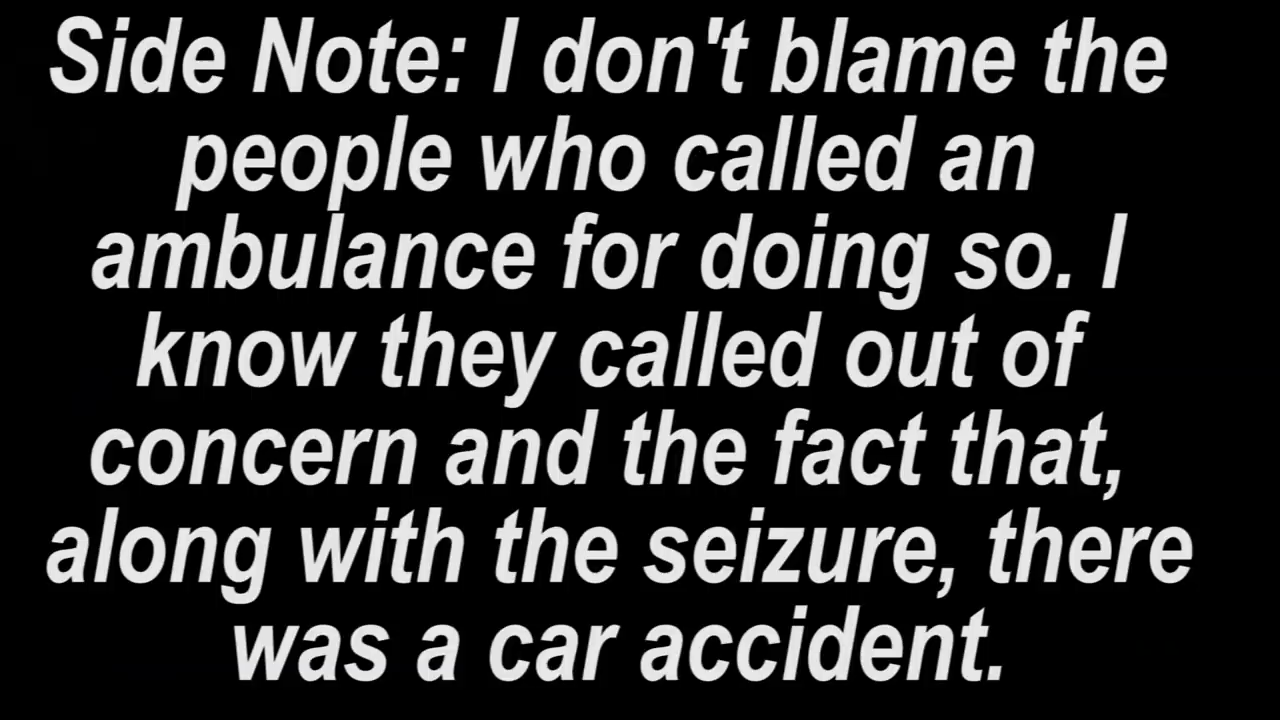 Side Note: I don't blame the
people who called an
ambulance for doing so. I
know they called out of
concern and the fact that,
along with the seizure, there
was a car accident.